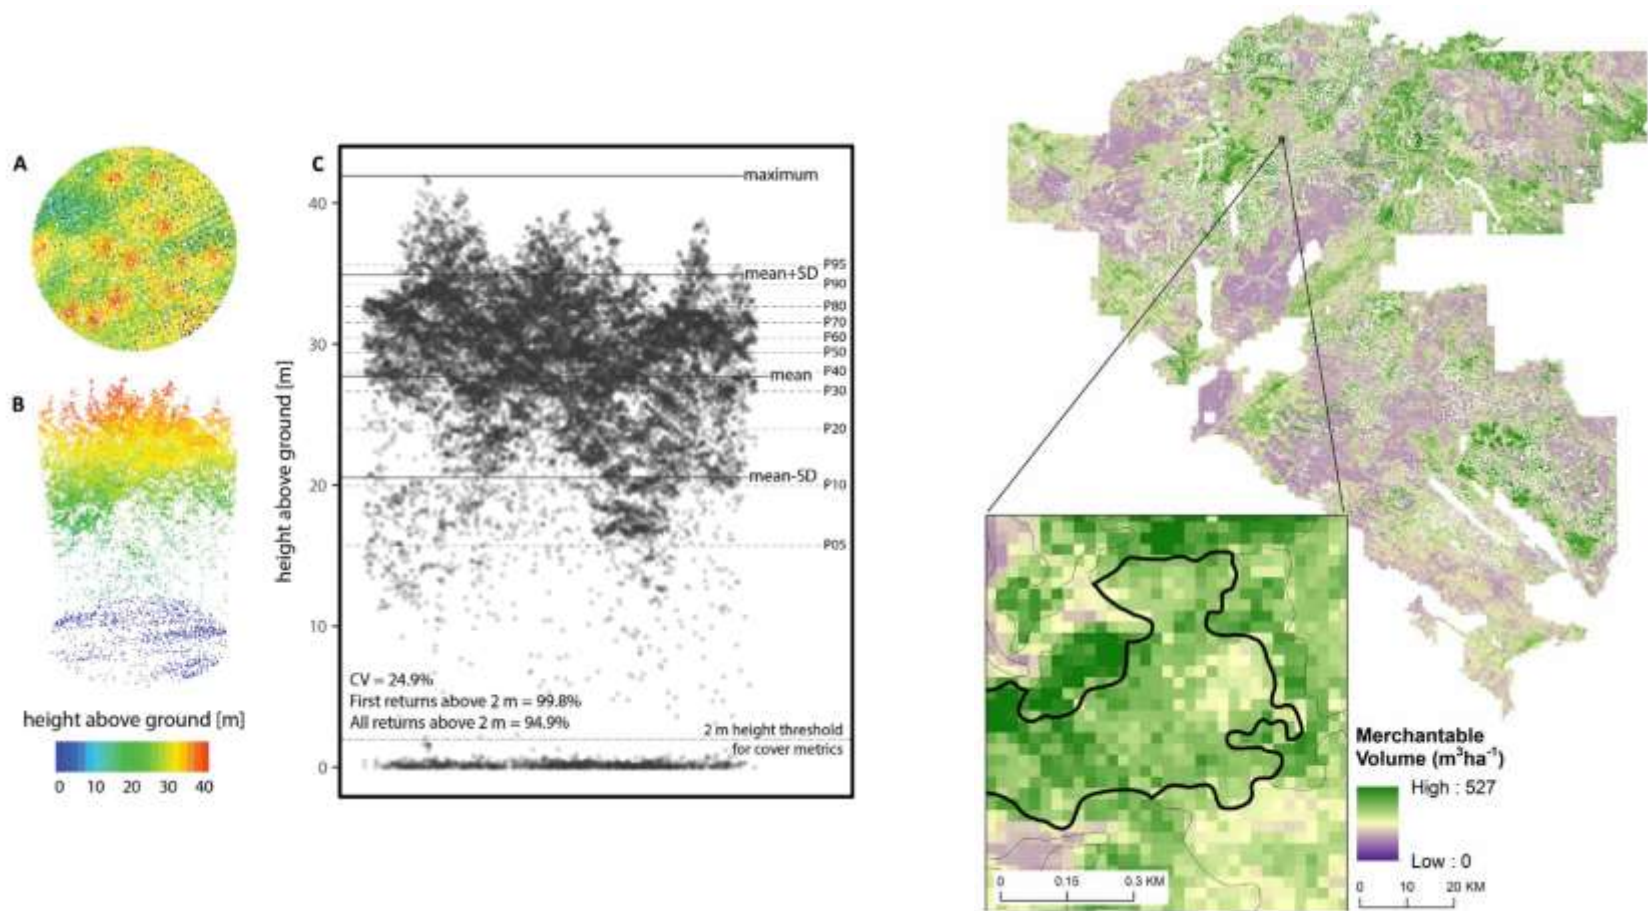 A
B
height above ground [m]
0 10 20 30 40
C
height above ground [m]
40
30
20
10
0
maximum
P95
mean+SD
P90
P80
P70
P60
P50
P40
mean
P30
P20
mean-SD
P10
P05
CV = 24.9%
First returns above 2 m = 99.8%
All returns above 2 m = 94.9%
2 m height threshold
for cover metrics
0 0.15 0.3 KM
Merchantable
Volume (m³ha⁻¹)
High : 527
Low : 0
0 10 20 KM